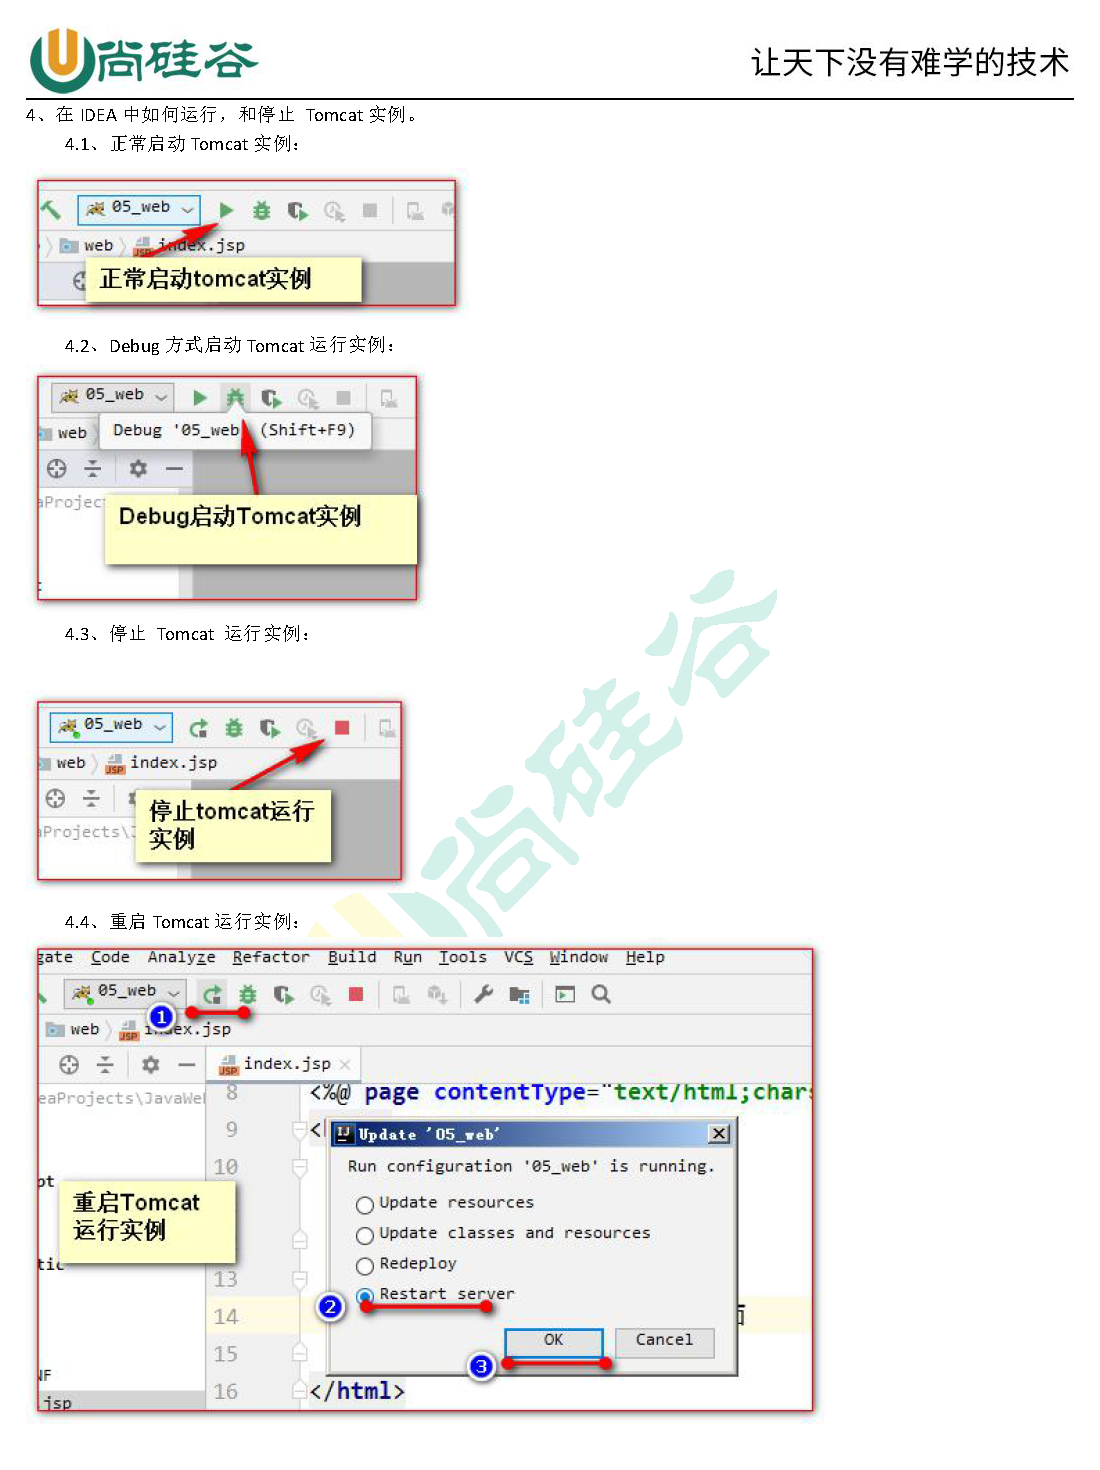 尚硅谷
让天下没有难学的技术
4、在 IDEA 中如何运行，和停止 Tomcat 实例。
4.1、正常启动 Tomcat 实例：
05_web
web
index.jsp
正常启动tomcat实例
4.2、Debug 方式启动 Tomcat 运行实例：
05_web
web
Debug '05_web' (Shift+F9)
aProject
Debug启动Tomcat实例
4.3、停止 Tomcat 运行实例：
05_web
web
index.jsp
aProjects\J
停止tomcat运行
实例
4.4、重启 Tomcat 运行实例：
gate Code Analyze Refactor Build Run Tools VCS Window Help
05_web
1
web
index.jsp
index.jsp
eaProjects\JavaWe
8 <%@ page contentType="text/html;chars
9 <
Update '05_web'
10
Run configuration '05_web' is running.
pt
重启Tomcat
运行实例
Update resources
Update classes and resources
tic
Redeploy
13
2
Restart server
14 面
OK
Cancel
15
3
NF
16 </html>
.jsp
尚硅谷